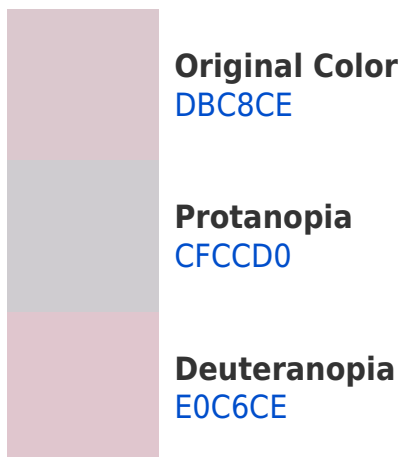 Original Color
DBC8CE
Protanopia
CFCCD0
Deuteranopia
E0C6CE